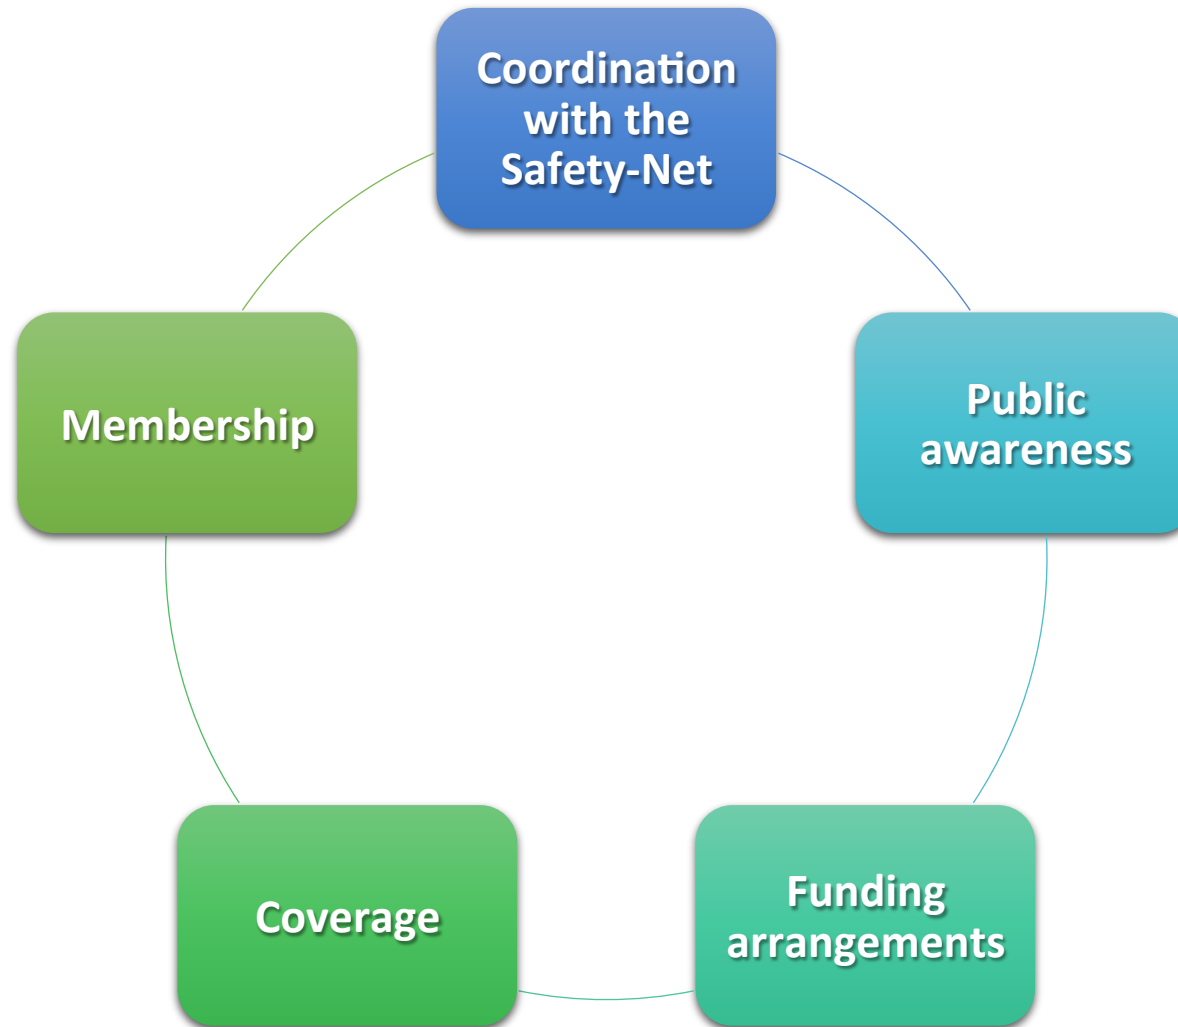 Coordination
with the
Safety-Net
Public
awareness
Funding
arrangements
Coverage
Membership